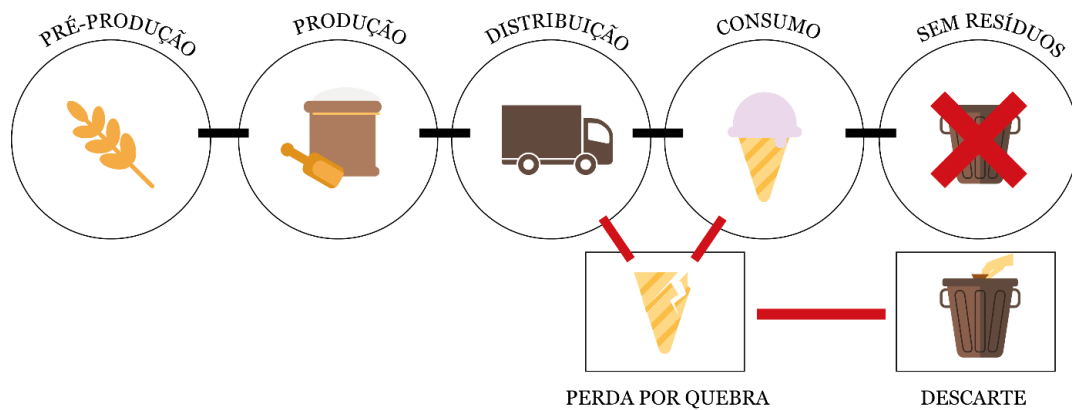 PRÉ-PRODUÇÃO
PRODUÇÃO
DISTRIBUIÇÃO
CONSUMO
SEM RESÍDUOS
PERDA POR QUEBRA
DESCARTE